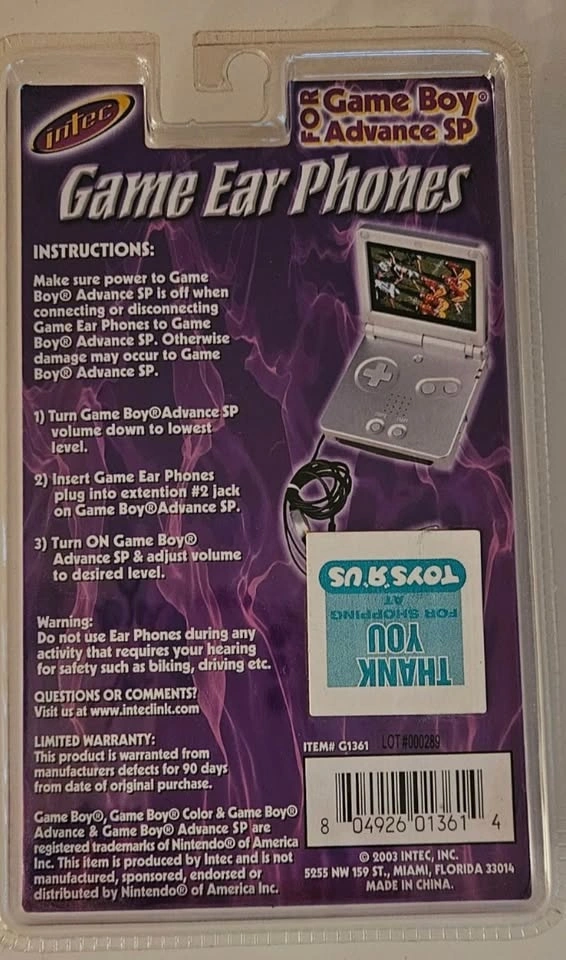 intec
FOR Game Boy®
Advance SP
Game Ear Phones
INSTRUCTIONS:
Make sure power to Game
Boy® Advance SP is off when
connecting or disconnecting
Game Ear Phones to Game
Boy® Advance SP. Otherwise
damage may occur to Game
Boy® Advance SP.
1) Turn Game Boy®Advance SP
volume down to lowest
level.
2) Insert Game Ear Phones
plug into extention #2 jack
on Game Boy®Advance SP.
3) Turn ON Game Boy®
Advance SP & adjust volume
to desired level.
Warning:
Do not use Ear Phones during any
activity that requires your hearing
for safety such as biking, driving etc.
QUESTIONS OR COMMENTS?
Visit us at www.inteclink.com
LIMITED WARRANTY:
This product is warranted from
manufacturers defects for 90 days
from date of original purchase.
Game Boy®, Game Boy® Color & Game Boy®
Advance & Game Boy® Advance SP are
registered trademarks of Nintendo® of America
Inc. This item is produced by Intec and is not
manufactured, sponsored, endorsed or
distributed by Nintendo® of America Inc.
THANK
YOU
FOR SHOPPING
AT
TOYS"R"US
ITEM# G1361 LOT#000289
8 04926 01361 4
© 2003 INTEC, INC.
5255 NW 159 ST., MIAMI, FLORIDA 33014
MADE IN CHINA.